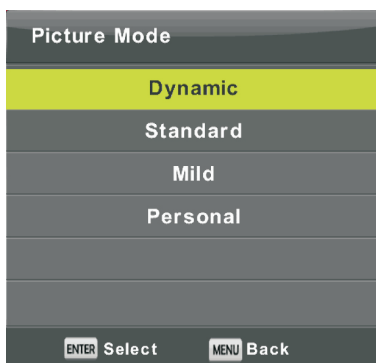 Picture Mode
Dynamic
Standard
Mild
Personal
ENTER Select MENU Back